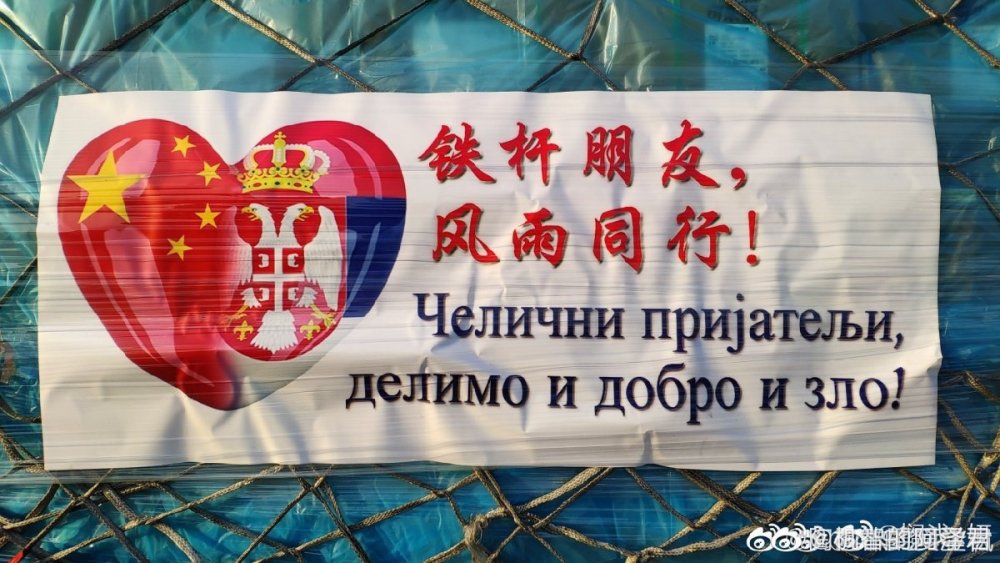 铁杆朋友，
风雨同行！
Челични пријатељи,
делимо и добро и зло!